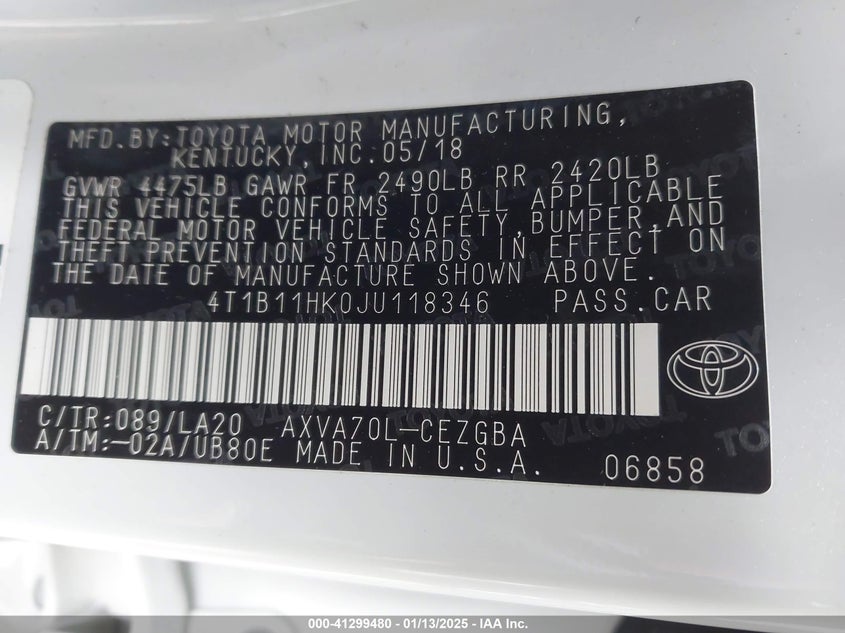 MFD.BY:TOYOTA MOTOR MANUFACTURING,
KENTUCKY,INC.05/18
GVWR 4475LB GAWR FR 2490LB RR 2420LB
THIS VEHICLE CONFORMS TO ALL APPLICABLE
FEDERAL MOTOR VEHICLE SAFETY,BUMPER,AND
THEFT PREVENTION STANDARDS IN EFFECT ON
THE DATE OF MANUFACTURE SHOWN ABOVE.
4T1B11HK0JU118346 PASS.CAR
C/TR:089/LA20 AXVA70L-CEZGBA
A/TM:-02A/UB80E MADE IN U.S.A. 06858
000-41299480 - 01/13/2025 - IAA Inc.